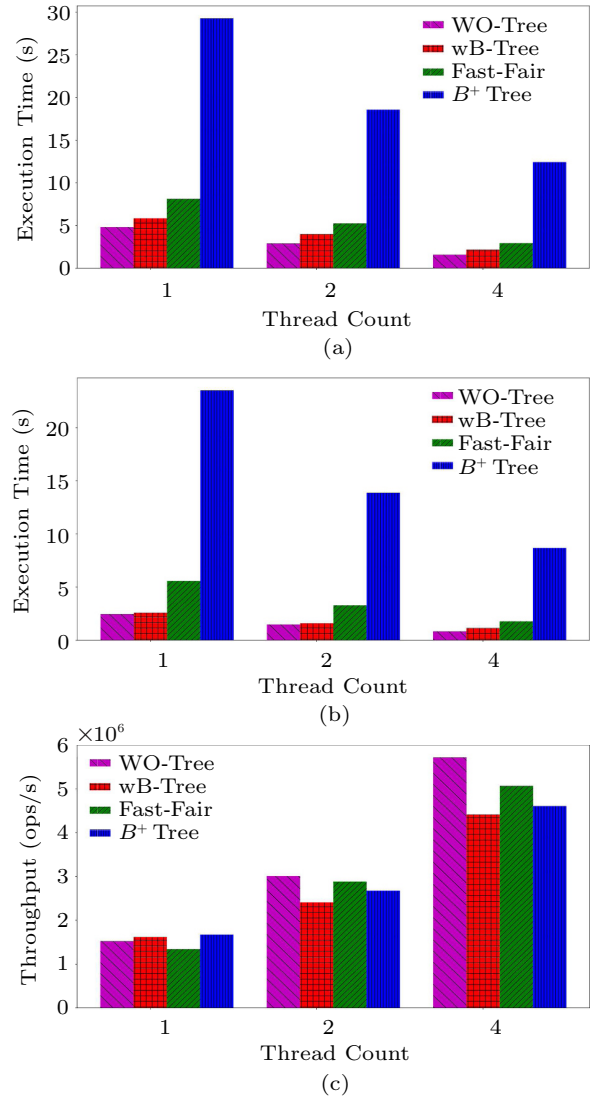 30
25
20
15
10
5
0
Execution Time (s)
WO-Tree
wB-Tree
Fast-Fair
B⁺ Tree
1 2 4
Thread Count
(a)
20
15
10
5
0
Execution Time (s)
WO-Tree
wB-Tree
Fast-Fair
B⁺ Tree
1 2 4
Thread Count
(b)
×10⁶
6
5
4
3
2
1
0
Throughput (ops/s)
WO-Tree
wB-Tree
Fast-Fair
B⁺ Tree
1 2 4
Thread Count
(c)